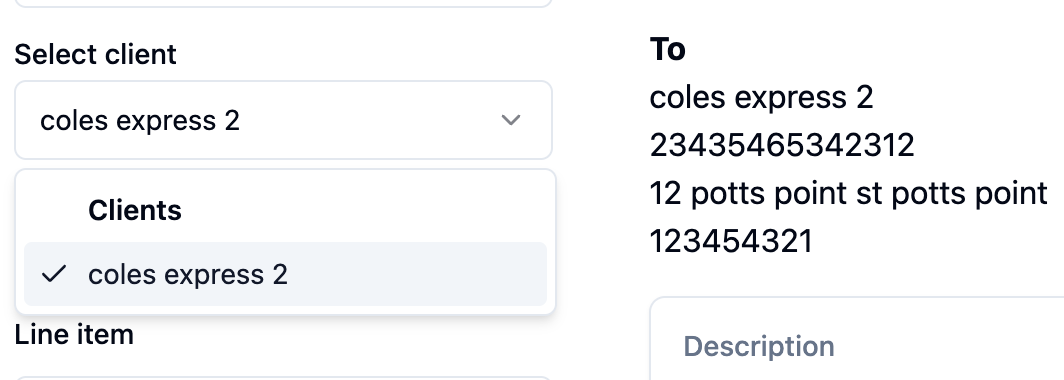 Select client
coles express 2
Clients
coles express 2
Line item
To
coles express 2
23435465342312
12 potts point st potts point
123454321
Description